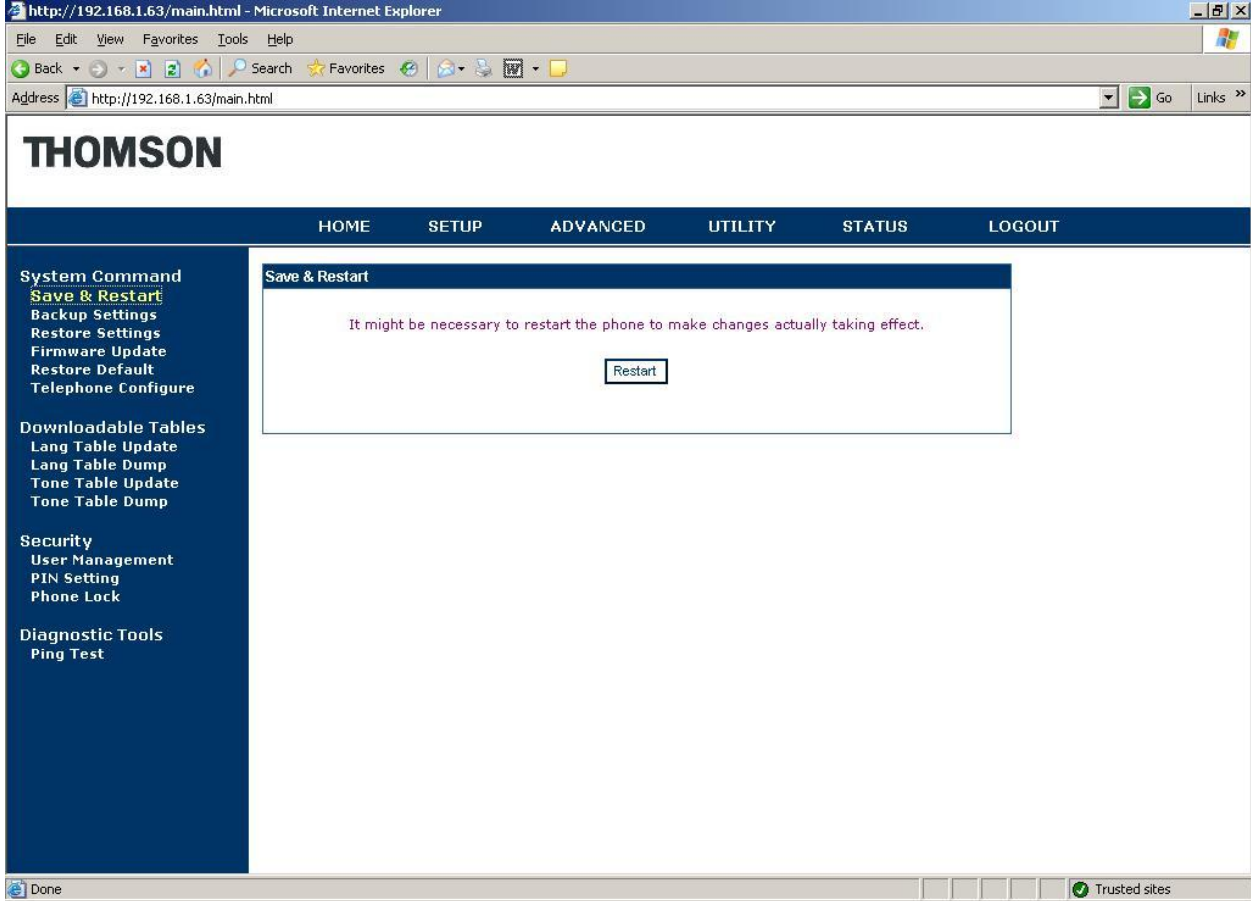 http://192.168.1.63/main.html - Microsoft Internet Explorer
File Edit View Favorites Tools Help
Back Search Favorites
Address http://192.168.1.63/main.html Go Links »
THOMSON
HOME SETUP ADVANCED UTILITY STATUS LOGOUT
System Command
Save & Restart
Backup Settings
Restore Settings
Firmware Update
Restore Default
Telephone Configure
Downloadable Tables
Lang Table Update
Lang Table Dump
Tone Table Update
Tone Table Dump
Security
User Management
PIN Setting
Phone Lock
Diagnostic Tools
Ping Test
Save & Restart
It might be necessary to restart the phone to make changes actually taking effect.
Restart
Done Trusted sites